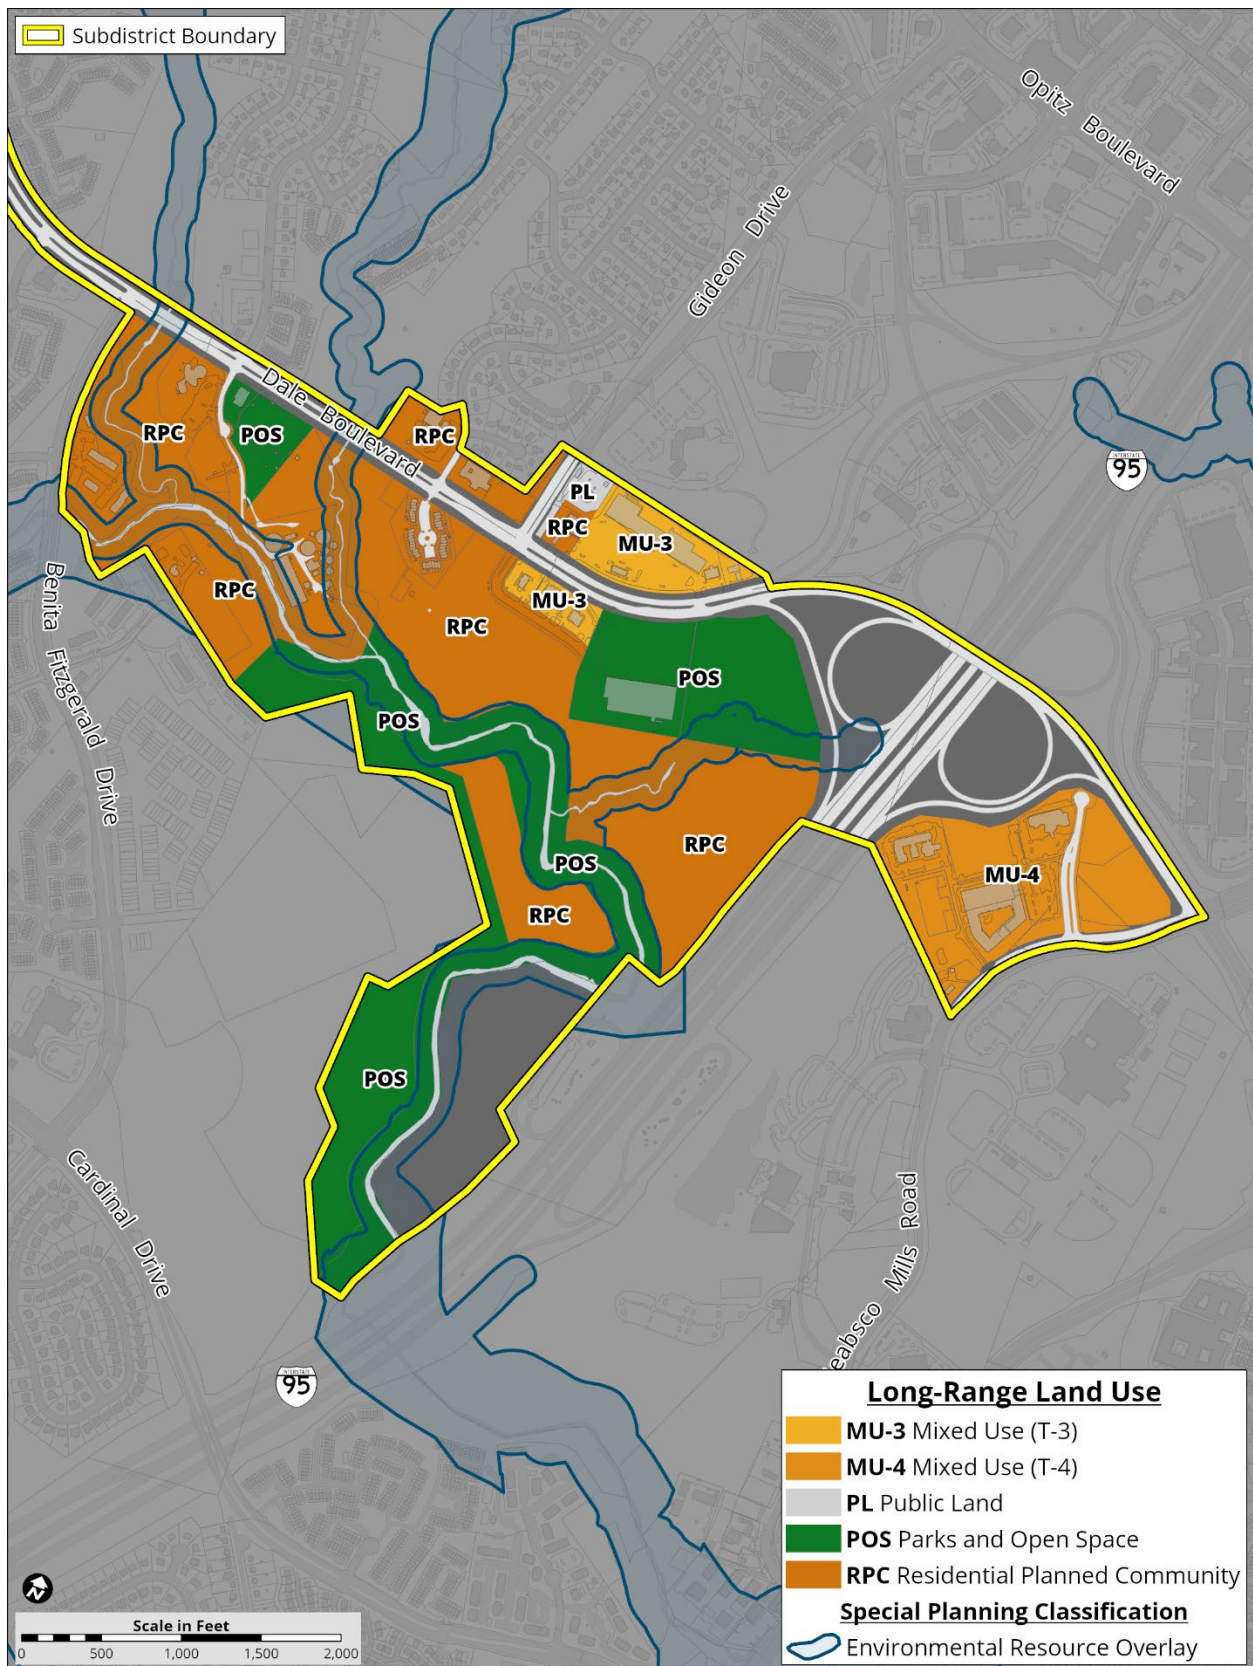 Subdistrict Boundary
Opitz Boulevard
Gideon Drive
INTERSTATE
95
Dale Boulevard
RPC
POS
RPC
PL
RPC
MU-3
MU-3
RPC
RPC
POS
POS
Benita Fitzgerald Drive
RPC
POS
MU-4
RPC
POS
Cardinal Drive
Mills Road
INTERSTATE
95
Long-Range Land Use
MU-3 Mixed Use (T-3)
MU-4 Mixed Use (T-4)
PL Public Land
POS Parks and Open Space
RPC Residential Planned Community
Special Planning Classification
Environmental Resource Overlay
N
Scale in Feet
0 500 1,000 1,500 2,000